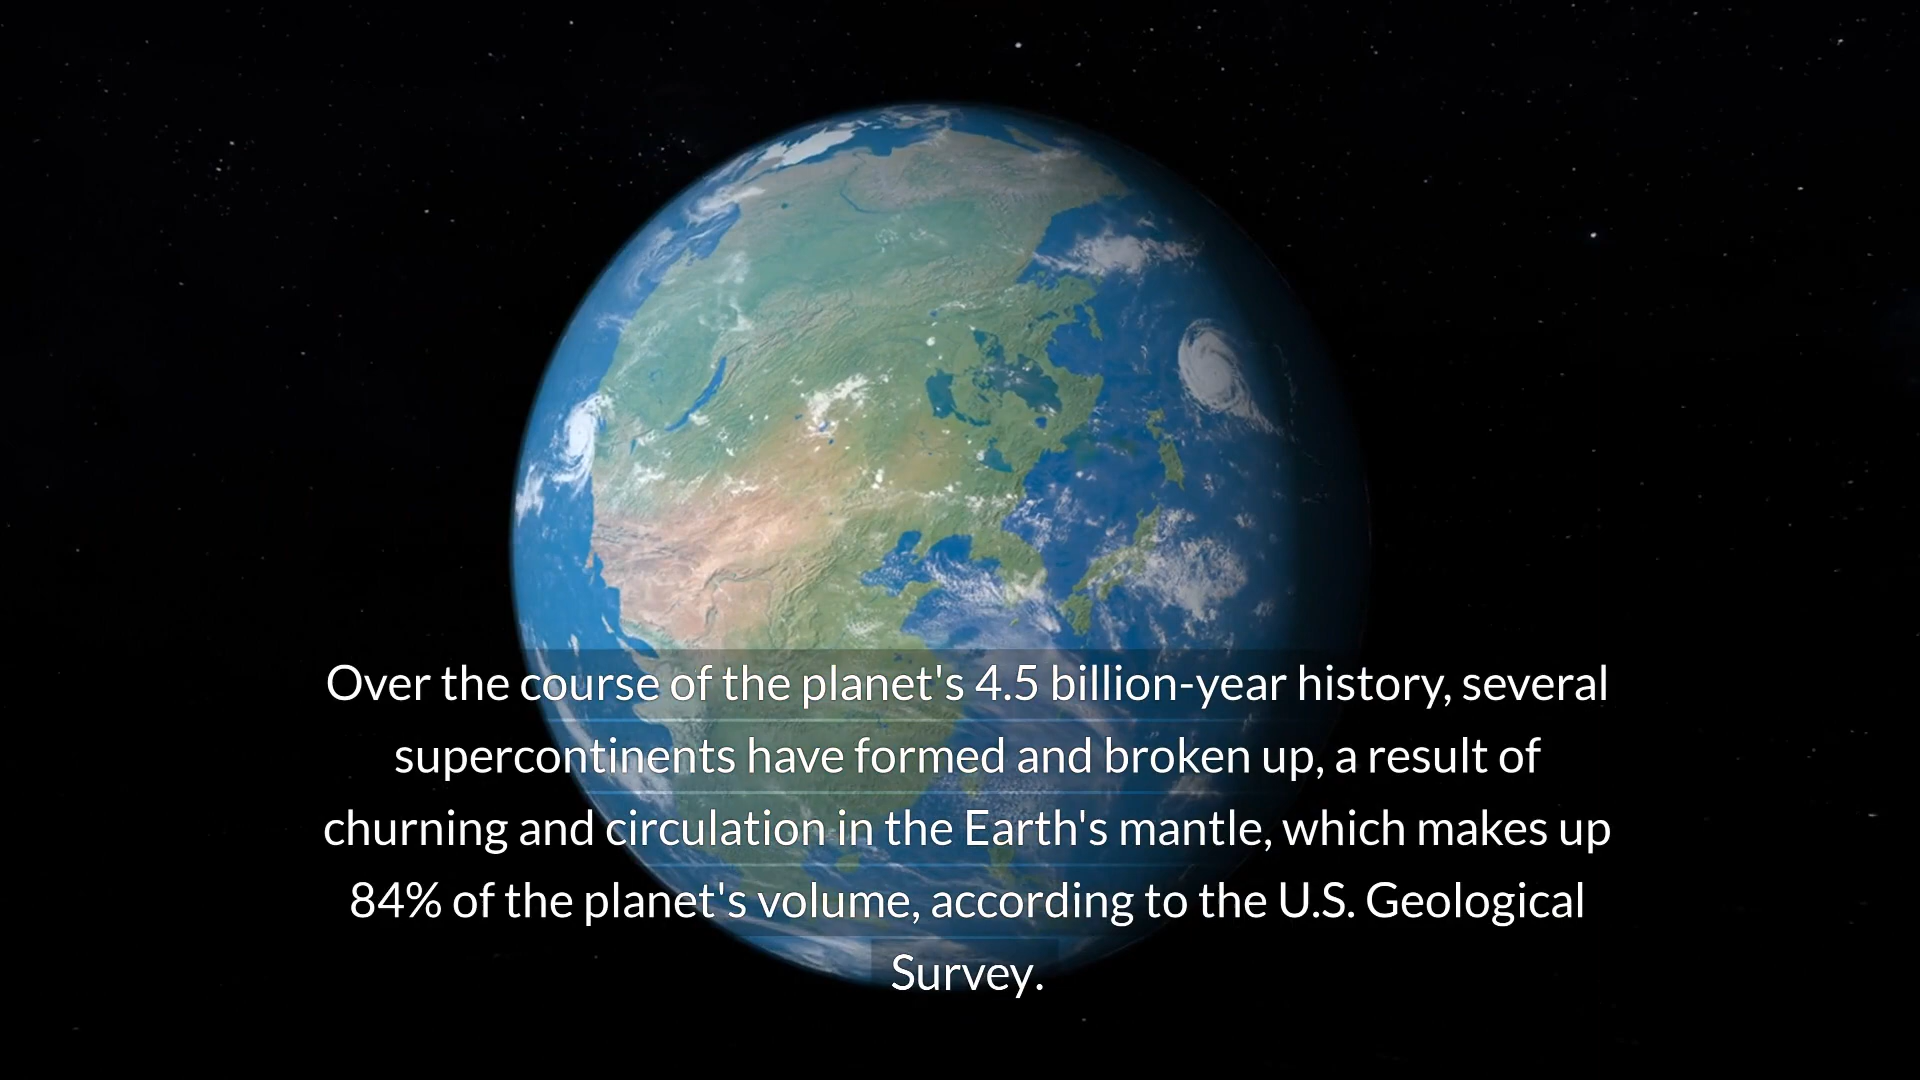 Over the course of the planet's 4.5 billion-year history, several
supercontinents have formed and broken up, a result of
churning and circulation in the Earth's mantle, which makes up
84% of the planet's volume, according to the U.S. Geological
Survey.